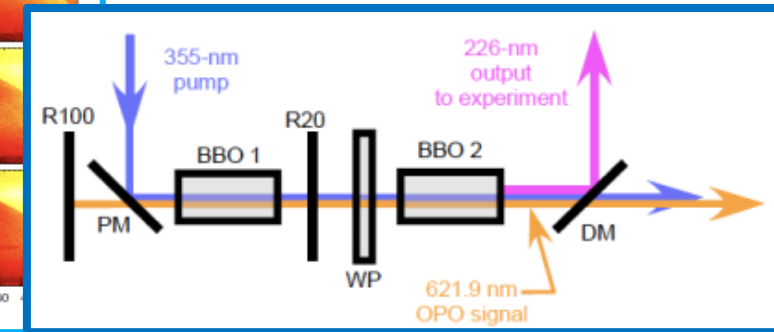 355-nm
pump
226-nm
output
to experiment
R100
R20
BBO 1
BBO 2
PM
WP
DM
621.9 nm
OPO signal